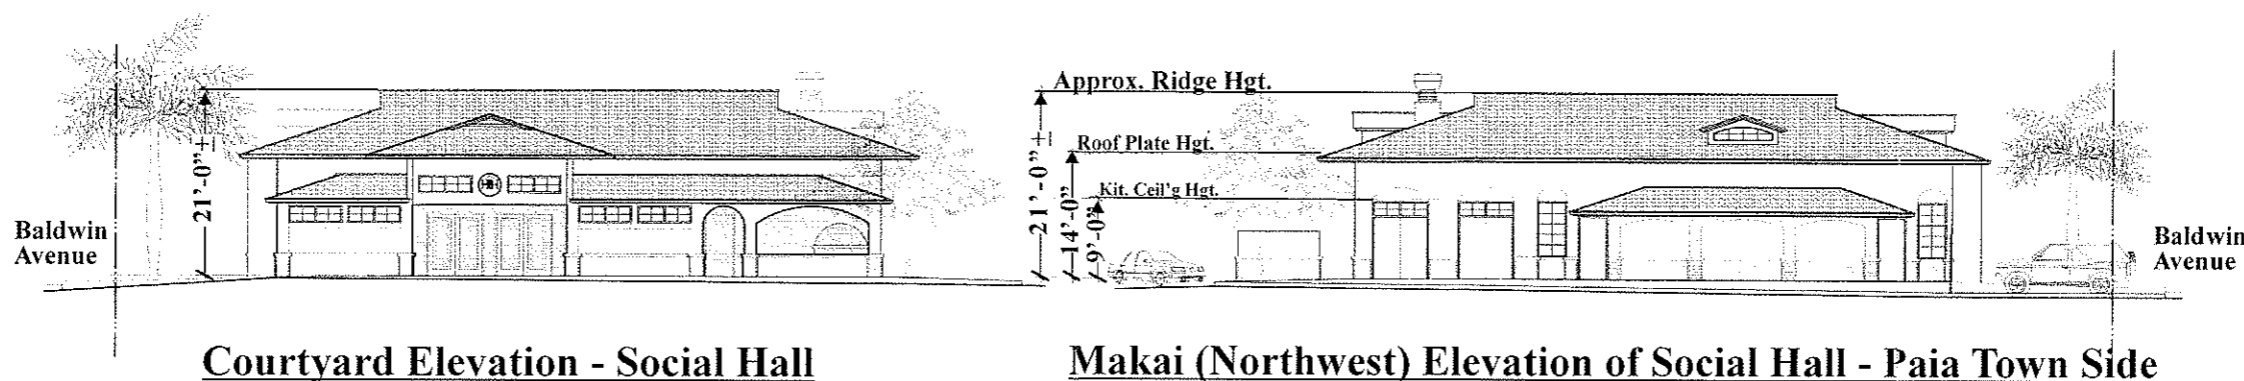 Approx. Ridge Hgt.
Roof Plate Hgt.
Kit. Ceil'g Hgt.
21'-0"±
21'-0"±
14'-0"
9'-0"
Baldwin
Avenue
Baldwin
Avenue
Courtyard Elevation - Social Hall
Makai (Northwest) Elevation of Social Hall - Paia Town Side